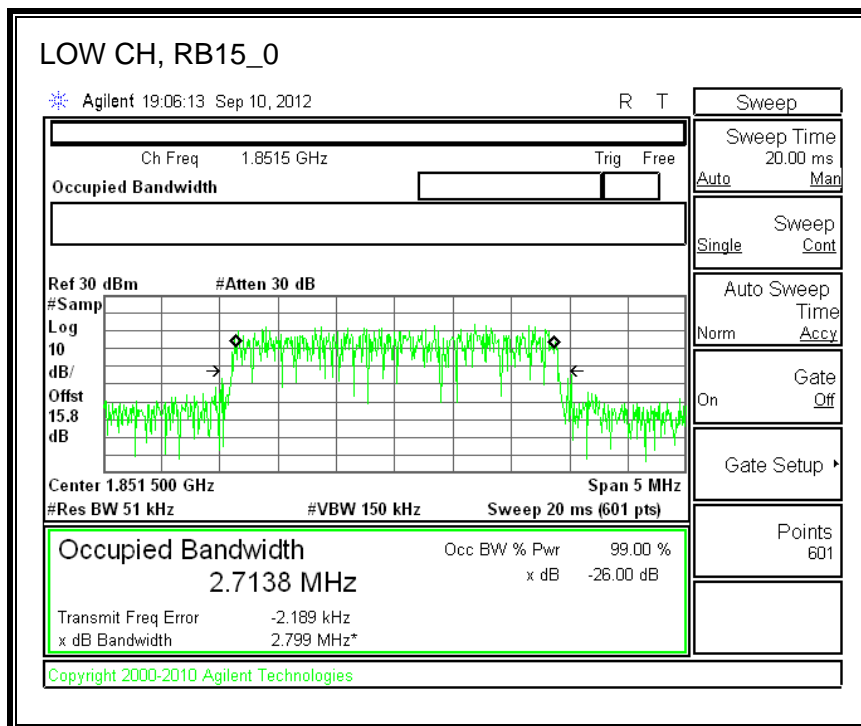 LOW CH, RB15_0
Agilent 19:06:13 Sep 10, 2012 R T
Ch Freq 1.8515 GHz Trig Free
Occupied Bandwidth
Ref 30 dBm #Atten 30 dB
#Samp
Log
10
dB/
Offst
15.8
dB
Center 1.851 500 GHz Span 5 MHz
#Res BW 51 kHz #VBW 150 kHz Sweep 20 ms (601 pts)
Occupied Bandwidth Occ BW % Pwr 99.00 %
2.7138 MHz x dB -26.00 dB
Transmit Freq Error -2.189 kHz
x dB Bandwidth 2.799 MHz*
Copyright 2000-2010 Agilent Technologies
Sweep
Sweep Time
20.00 ms
Auto Man
Sweep
Single Cont
Auto Sweep
Time
Norm Accy
Gate
On Off
Gate Setup
Points
601